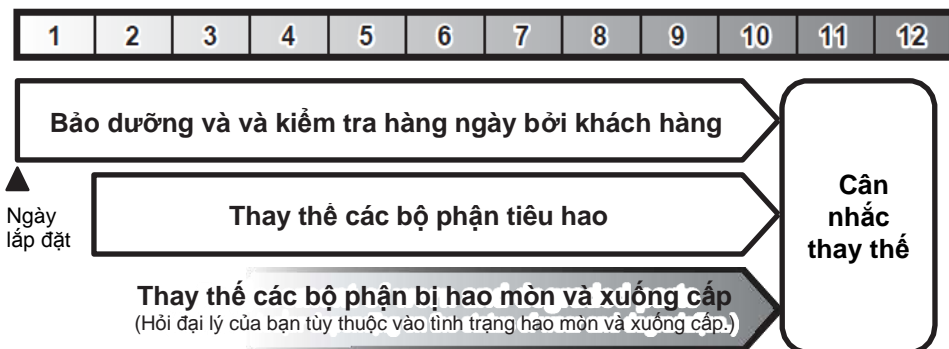 1 2 3 4 5 6 7 8 9 10 11 12
Bảo dưỡng và và kiểm tra hàng ngày bởi khách hàng
Ngày
lắp đặt
Thay thế các bộ phận tiêu hao
Thay thế các bộ phận bị hao mòn và xuống cấp
(Hỏi đại lý của bạn tùy thuộc vào tình trạng hao mòn và xuống cấp.)
Cân
nhắc
thay thế